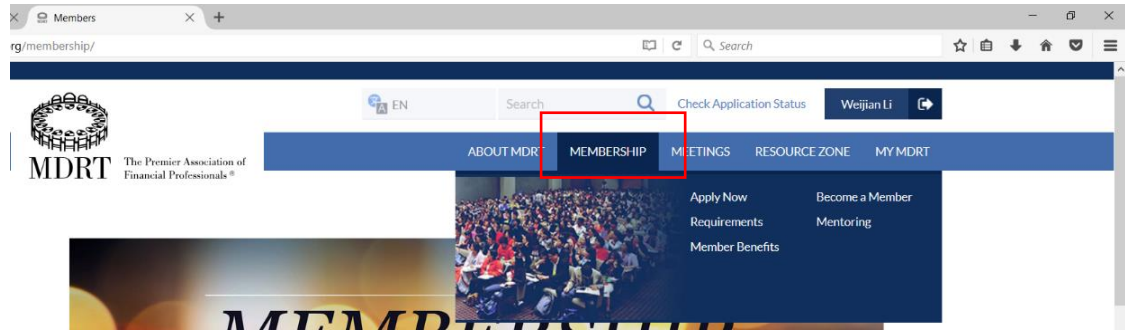 Members
rg/membership/
Search
EN
Search
Check Application Status
Weijian Li
MDRT
The Premier Association of
Financial Professionals ®
ABOUT MDRT
MEMBERSHIP
MEETINGS
RESOURCE ZONE
MY MDRT
Apply Now
Become a Member
Requirements
Mentoring
Member Benefits
MEMBERSHIP